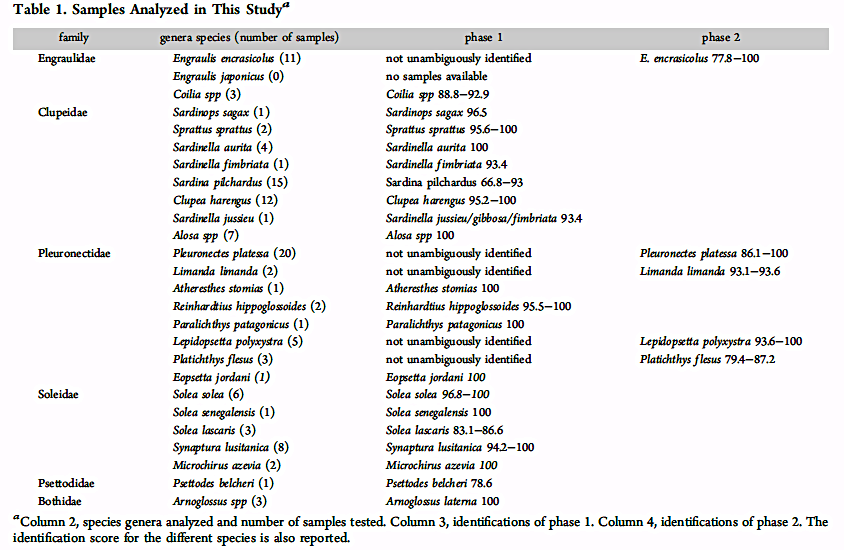 Table 1. Samples Analyzed in This Studyᵃ
family genera species (number of samples) phase 1 phase 2
Engraulidae Engraulis encrasicolus (11) not unambiguously identified E. encrasicolus 77.8−100
Engraulis japonicus (0) no samples available
Coilia spp (3) Coilia spp 88.8−92.9
Clupeidae Sardinops sagax (1) Sardinops sagax 96.5
Sprattus sprattus (2) Sprattus sprattus 95.6−100
Sardinella aurita (4) Sardinella aurita 100
Sardinella fimbriata (1) Sardinella fimbriata 93.4
Sardina pilchardus (15) Sardina pilchardus 66.8−93
Clupea harengus (12) Clupea harengus 95.2−100
Sardinella jussieu (1) Sardinella jussieu/gibbosa/fimbriata 93.4
Alosa spp (7) Alosa spp 100
Pleuronectidae Pleuronectes platessa (20) not unambiguously identified Pleuronectes platessa 86.1−100
Limanda limanda (2) not unambiguously identified Limanda limanda 93.1−93.6
Atheresthes stomias (1) Atheresthes stomias 100
Reinhardtius hippoglossoides (2) Reinhardtius hippoglossoides 95.5−100
Paralichthys patagonicus (1) Paralichthys patagonicus 100
Lepidopsetta polyxystra (5) not unambiguously identified Lepidopsetta polyxystra 93.6−100
Platichthys flesus (3) not unambiguously identified Platichthys flesus 79.4−87.2
Eopsetta jordani (1) Eopsetta jordani 100
Soleidae Solea solea (6) Solea solea 96.8−100
Solea senegalensis (1) Solea senegalensis 100
Solea lascaris (3) Solea lascaris 83.1−86.6
Synaptura lusitanica (8) Synaptura lusitanica 94.2−100
Microchirus azevia (2) Microchirus azevia 100
Psettodidae Psettodes belcheri (1) Psettodes belcheri 78.6
Bothidae Arnoglossus spp (3) Arnoglossus laterna 100
ᵃColumn 2, species genera analyzed and number of samples tested. Column 3, identifications of phase 1. Column 4, identifications of phase 2. The
identification score for the different species is also reported.